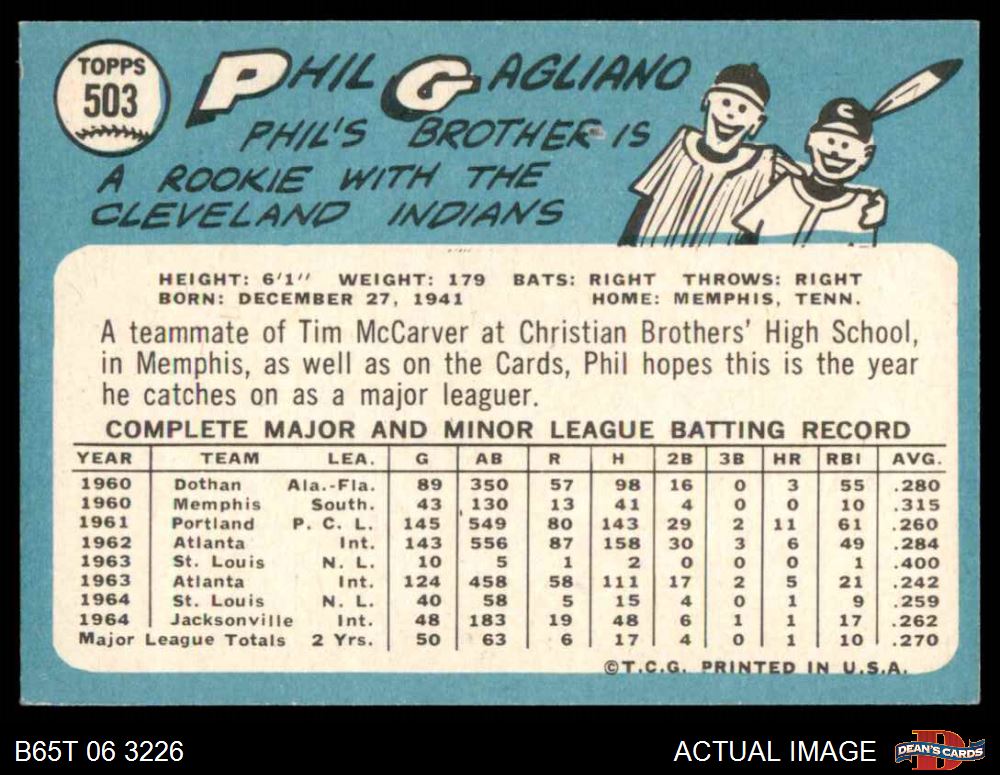 TOPPS
503
PHIL GAGLIANO
PHIL'S BROTHER IS
A ROOKIE WITH THE
CLEVELAND INDIANS
C
HEIGHT: 6'1" WEIGHT: 179 BATS: RIGHT THROWS: RIGHT
BORN: DECEMBER 27, 1941 HOME: MEMPHIS, TENN.
A teammate of Tim McCarver at Christian Brothers' High School,
in Memphis, as well as on the Cards, Phil hopes this is the year
he catches on as a major leaguer.
COMPLETE MAJOR AND MINOR LEAGUE BATTING RECORD
YEAR TEAM LEA. G AB R H 2B 3B HR RBI AVG.
1960 Dothan Ala.-Fla. 89 350 57 98 16 0 3 55 .280
1960 Memphis South. 43 130 13 41 4 0 0 10 .315
1961 Portland P. C. L. 145 549 80 143 29 2 11 61 .260
1962 Atlanta Int. 143 556 87 158 30 3 6 49 .284
1963 St. Louis N. L. 10 5 1 2 0 0 0 1 .400
1963 Atlanta Int. 124 458 58 111 17 2 5 21 .242
1964 St. Louis N. L. 40 58 5 15 4 0 1 9 .259
1964 Jacksonville Int. 48 183 19 48 6 1 1 17 .262
Major League Totals 2 Yrs. 50 63 6 17 4 0 1 10 .270
©T.C.G. PRINTED IN U.S.A.
B65T 06 3226 ACTUAL IMAGE D DEAN'S CARDS